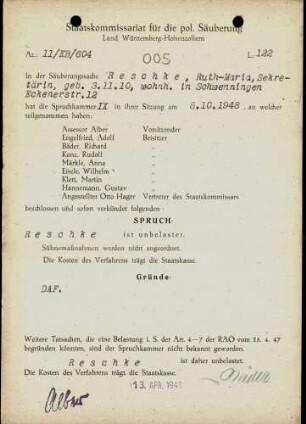 Staatskommissariat für die pol. Säuberung
Land Württemberg-Hohenzollern
Az. 11/KB/604
005
L. 122
In der Säuberungssache Reschke, Ruth-Maria, Sekre-
tärin, geb. 3.11.10, wohnh. in Schwenningen
Eckenerstr.12
hat die Spruchkammer IX in ihrer Sitzung am 8.10.1948, an welcher
teilgenommen haben:
Assessor Alber Vorsitzender
Engelfried, Adolf Beisitzer
Bäder, Richard
Konz, Rudolf
Märkle, Anna
Eisele, Wilhelm
Klett, Martin
Hannemann, Gustav
Angestellter Otto Hager Vertreter des Staatskommissars
beschlossen und sofort verkündet folgenden
SPRUCH:
Reschke ist unbelastet.
Sühnemaßnahmen werden nicht angeordnet.
Die Kosten des Verfahrens trägt die Staatskasse.
Gründe:
DAF.
Weitere Tatsachen, die eine Belastung i. S. der Art. 4—7 der RAO vom 25. 4. 47
begründen könnten, sind der Spruchkammer nicht bekannt geworden.
Reschke ist daher unbelastet.
Die Kosten des Verfahrens trägt die Staatskasse.
13. APR. 1949
Alber
Bäder